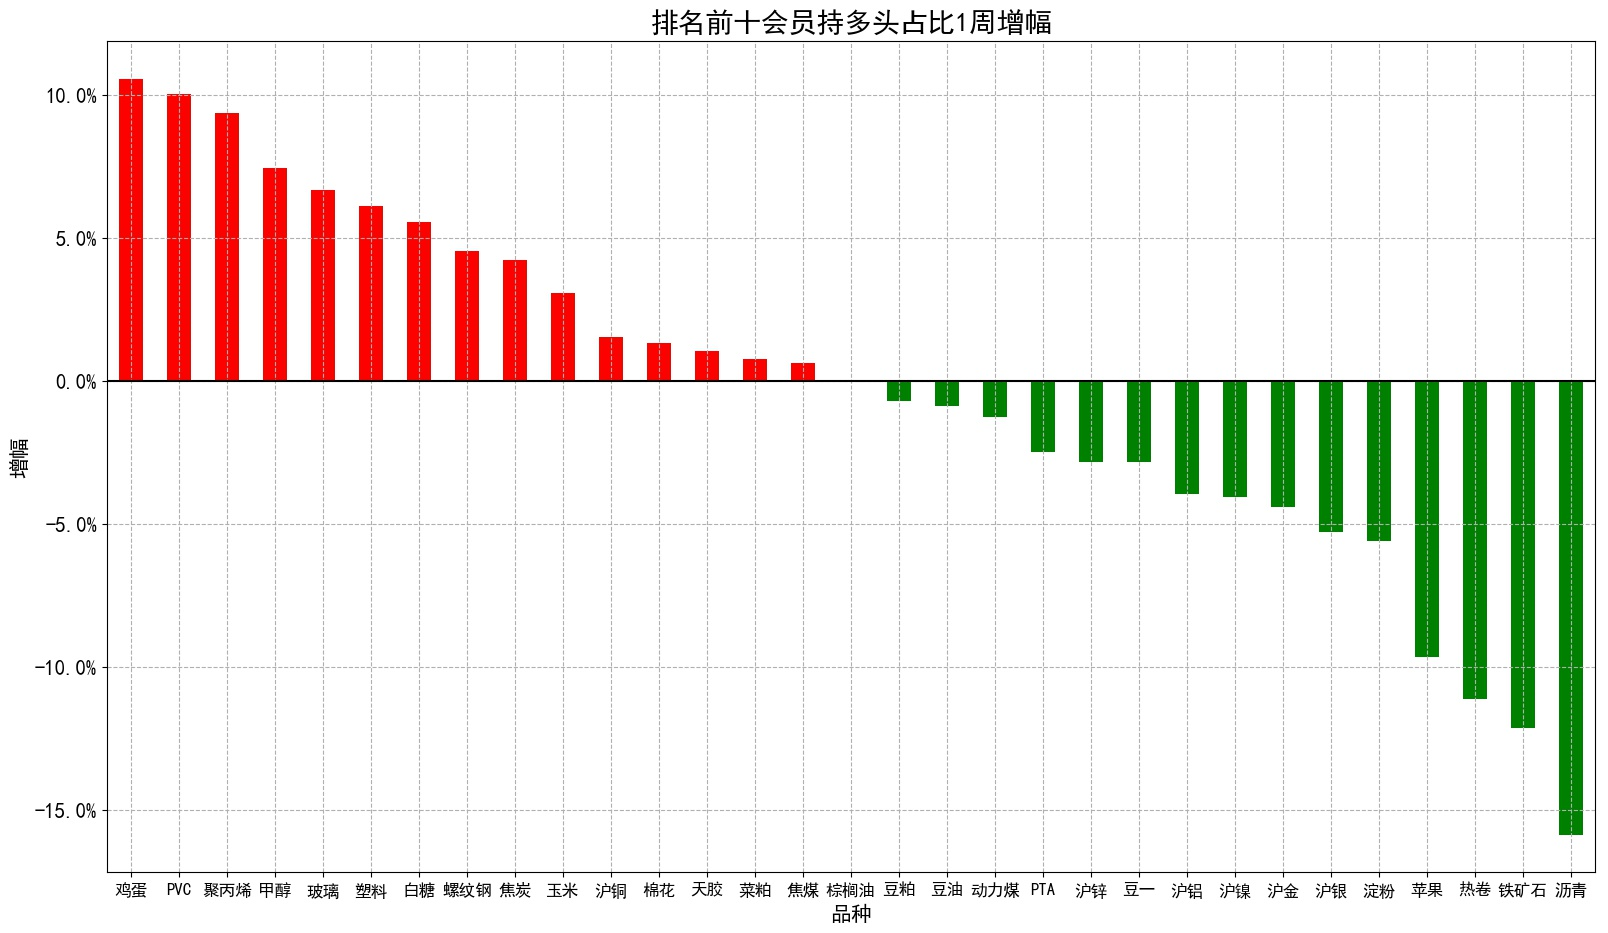 排名前十会员持多头占比1周增幅
10.0%
5.0%
0.0%
−5.0%
−10.0%
−15.0%
增幅
鸡蛋 PVC 聚丙烯 甲醇 玻璃 塑料 白糖 螺纹钢 焦炭 玉米 沪铜 棉花 天胶 菜粕 焦煤 棕榈油 豆粕 豆油 动力煤 PTA 沪锌 豆一 沪铝 沪镍 沪金 沪银 淀粉 苹果 热卷 铁矿石 沥青
品种